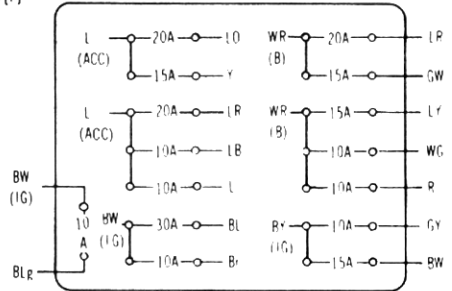 L 20A LO WR 20A LR
(ACC) (B)
15A Y 15A GW
L 20A LR WR 15A LY
(ACC) (B)
10A LB 10A WG
BW 10A L 10A R
(IG)
10 BW 30A BL BY 10A GY
A (IG) (IG)
BLR 10A Br 15A BW